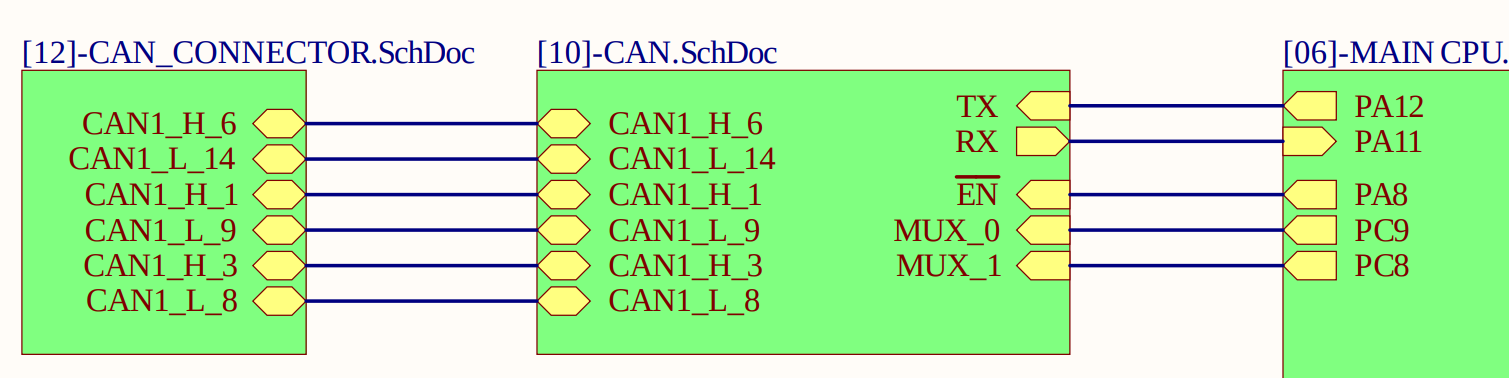 [12]-CAN_CONNECTOR.SchDoc
CAN1_H_6
CAN1_L_14
CAN1_H_1
CAN1_L_9
CAN1_H_3
CAN1_L_8
[10]-CAN.SchDoc
CAN1_H_6
CAN1_L_14
CAN1_H_1
CAN1_L_9
CAN1_H_3
CAN1_L_8
TX
RX
EN
MUX_0
MUX_1
[06]-MAIN CPU.
PA12
PA11
PA8
PC9
PC8